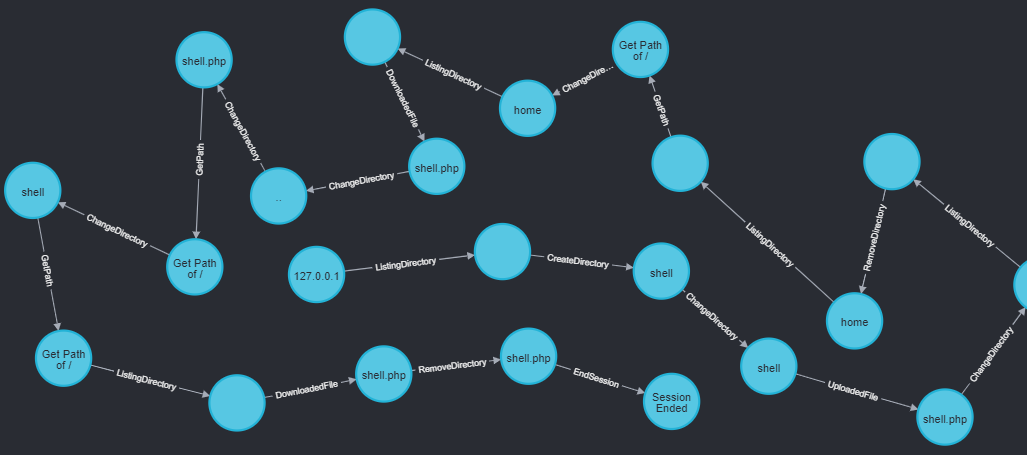 shell.php
Get Path
of /
ListingDirectory
ChangeDire...
DownloadedFile
home
GetPath
ChangeDirectory
GetPath
shell.php
ChangeDirectory
shell
..
ListingDirectory
ListingDirectory
RemoveDirectory
ChangeDirectory
Get Path
of /
127.0.0.1
ListingDirectory
CreateDirectory
shell
GetPath
ChangeDirectory
home
ChangeDirectory
Get Path
of /
ListingDirectory
DownloadedFile
shell.php
RemoveDirectory
shell.php
EndSession
Session
Ended
shell
UploadedFile
shell.php